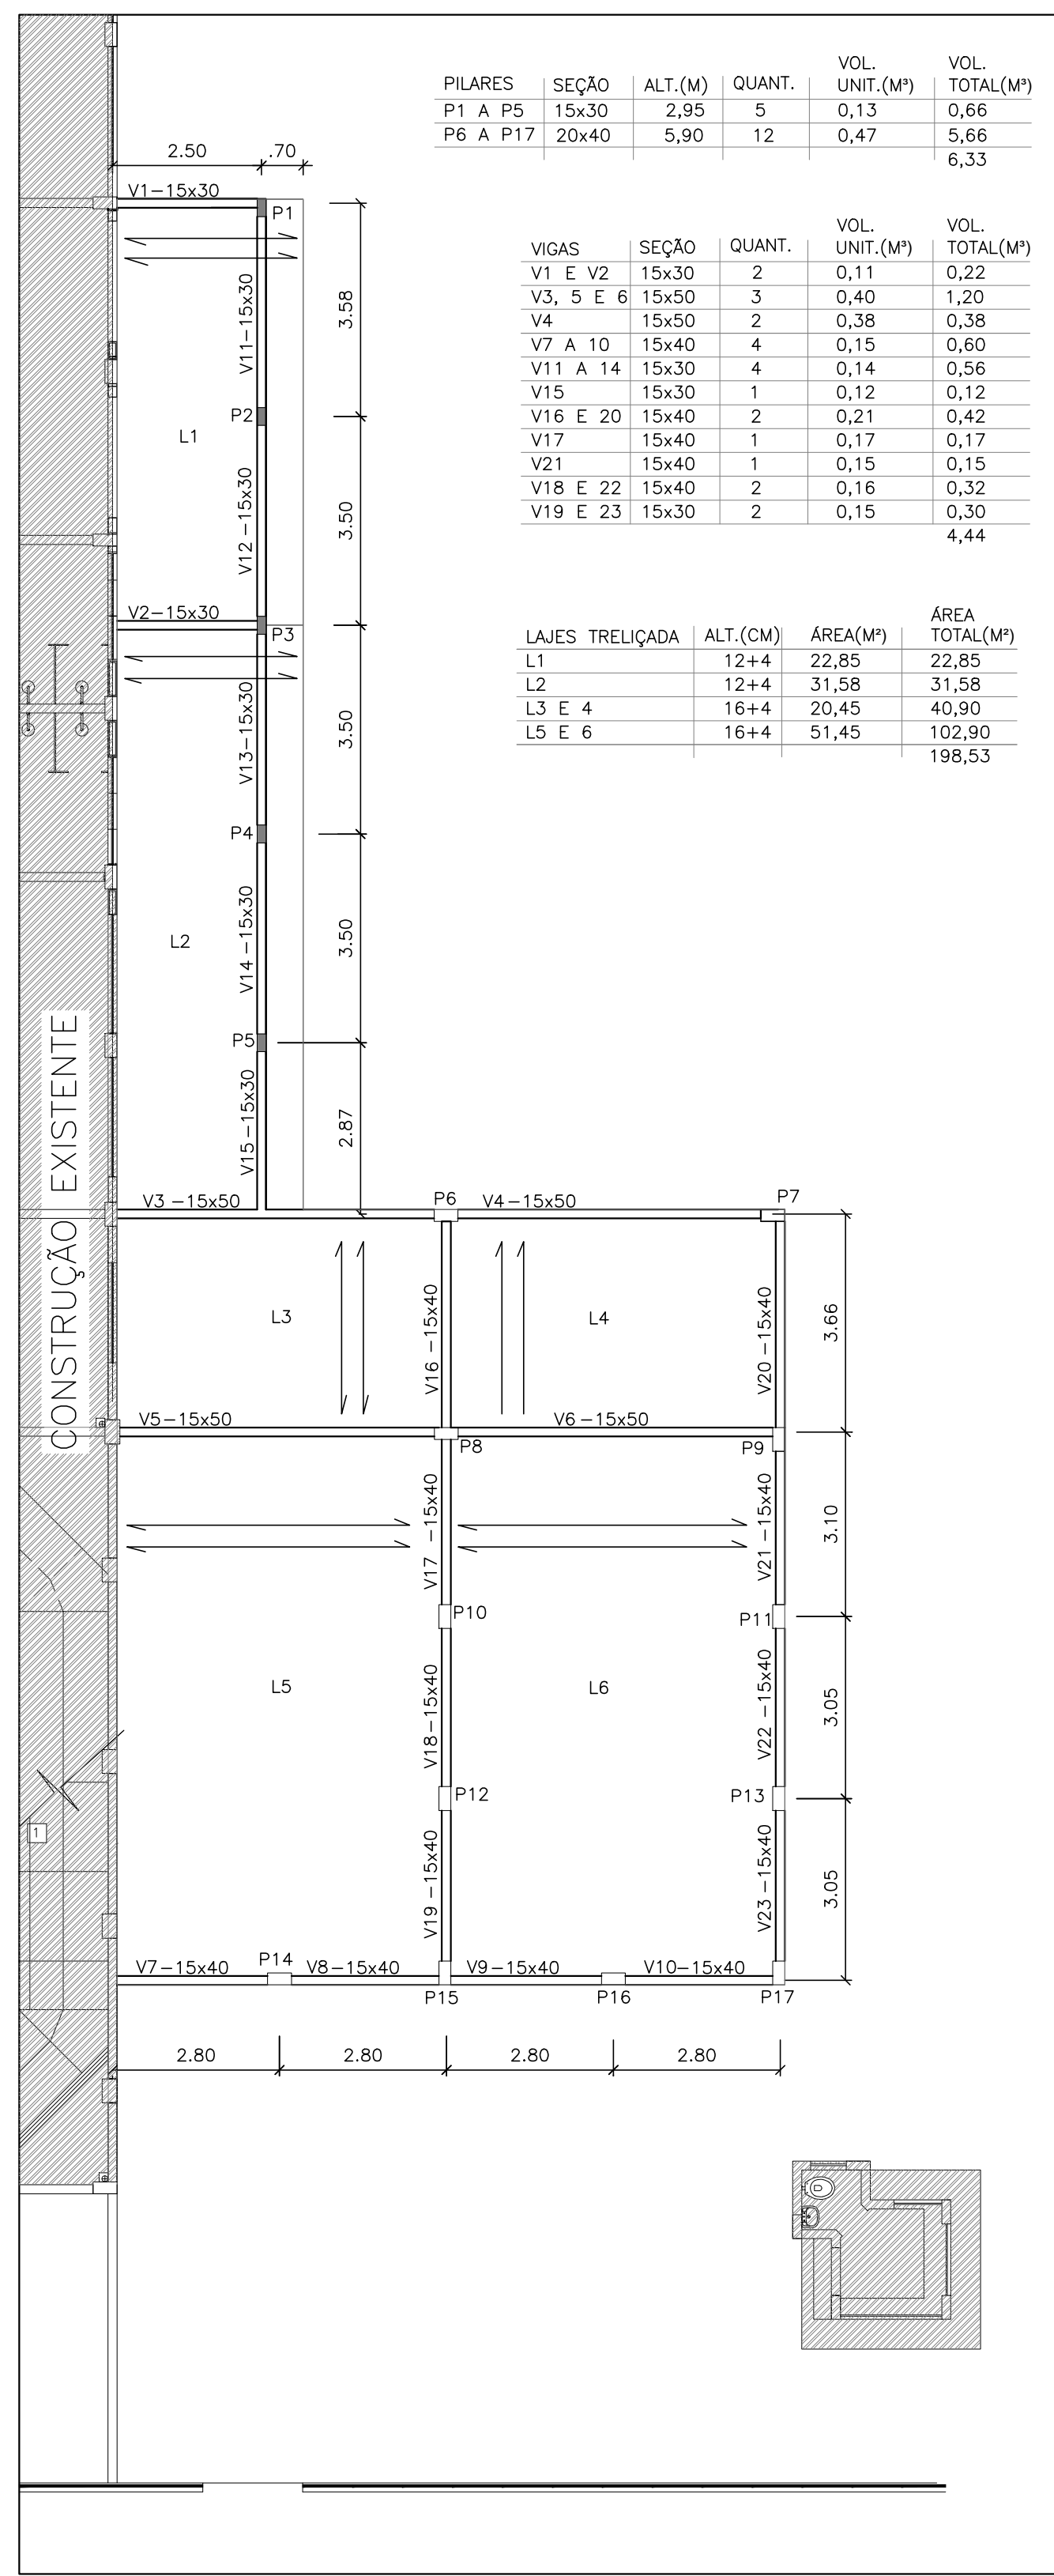 PILARES SEÇÃO ALT.(M) QUANT. VOL. UNIT.(M³) VOL. TOTAL(M³)
P1 A P5 15x30 2,95 5 0,13 0,66
P6 A P17 20x40 5,90 12 0,47 5,66
6,33
VIGAS SEÇÃO QUANT. VOL. UNIT.(M³) VOL. TOTAL(M³)
V1 E V2 15x30 2 0,11 0,22
V3, 5 E 6 15x50 3 0,40 1,20
V4 15x50 2 0,38 0,38
V7 A 10 15x40 4 0,15 0,60
V11 A 14 15x30 4 0,14 0,56
V15 15x30 1 0,12 0,12
V16 E 20 15x40 2 0,21 0,42
V17 15x40 1 0,17 0,17
V21 15x40 1 0,15 0,15
V18 E 22 15x40 2 0,16 0,32
V19 E 23 15x30 2 0,15 0,30
4,44
LAJES TRELIÇADA ALT.(CM) ÁREA(M²) ÁREA TOTAL(M²)
L1 12+4 22,85 22,85
L2 12+4 31,58 31,58
L3 E 4 16+4 20,45 40,90
L5 E 6 16+4 51,45 102,90
198,53
2.50 .70
V1-15x30
P1
V11-15x30
3.58
P2
L1
V12 -15x30
3.50
V2-15x30
P3
V13-15x30
3.50
P4
L2
V14 -15x30
3.50
P5
CONSTRUÇÃO EXISTENTE
V15-15x30
2.87
V3 -15x50
P6
V4-15x50
P7
L3
V16 -15x40
L4
V20 -15x40
3.66
V5-15x50
V6 -15x50
P8
P9
V17 -15x40
V21 -15x40
3.10
P10
P11
L5
V18-15x40
L6
V22 -15x40
3.05
P12
P13
1
V19 -15x40
V23 -15x40
3.05
V7-15x40
P14
V8-15x40
V9-15x40
V10-15x40
P15
P16
P17
2.80 2.80 2.80 2.80